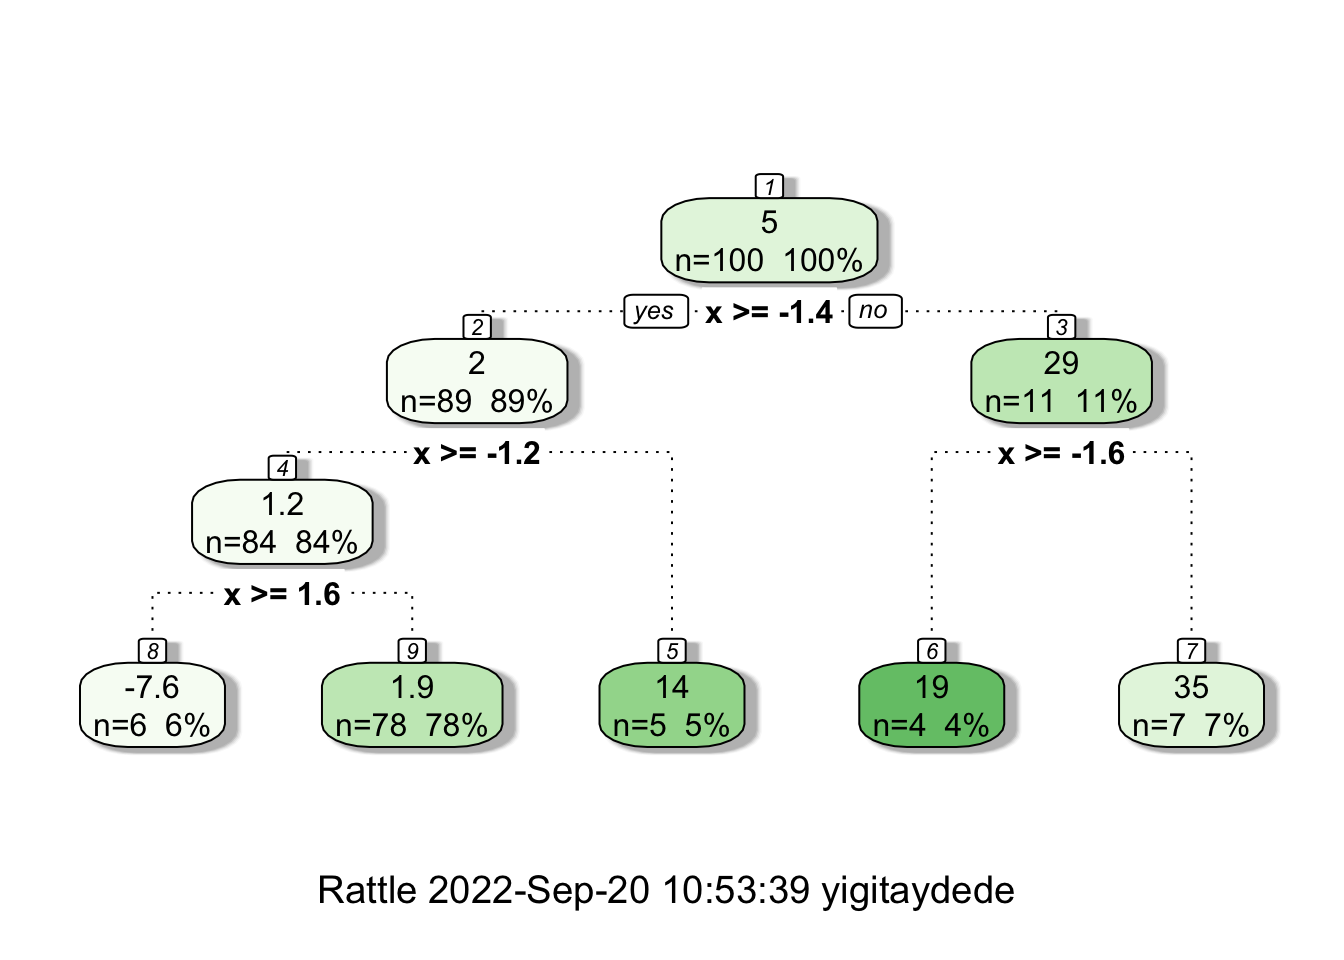 1
5
n=100 100%
yes x >= -1.4 no
2
2
n=89 89%
3
29
n=11 11%
x >= -1.2
x >= -1.6
4
1.2
n=84 84%
x >= 1.6
8
-7.6
n=6 6%
9
1.9
n=78 78%
5
14
n=5 5%
6
19
n=4 4%
7
35
n=7 7%
Rattle 2022-Sep-20 10:53:39 yigitaydede